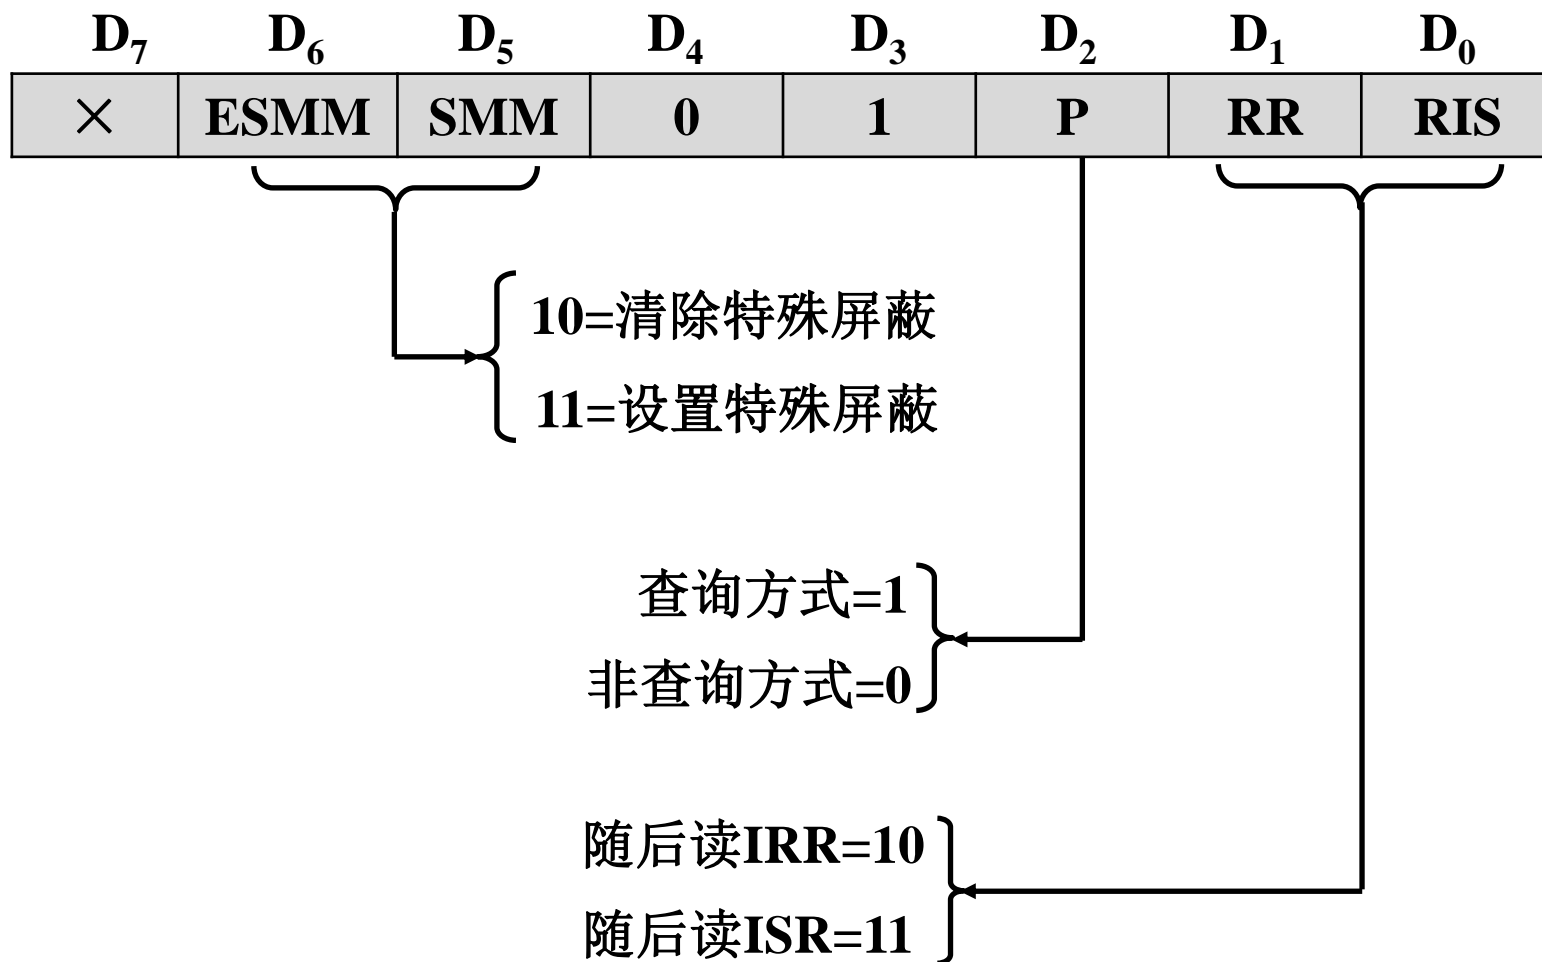 D₇ D₆ D₅ D₄ D₃ D₂ D₁ D₀
× ESMM SMM 0 1 P RR RIS
10=清除特殊屏蔽
11=设置特殊屏蔽
查询方式=1
非查询方式=0
随后读IRR=10
随后读ISR=11